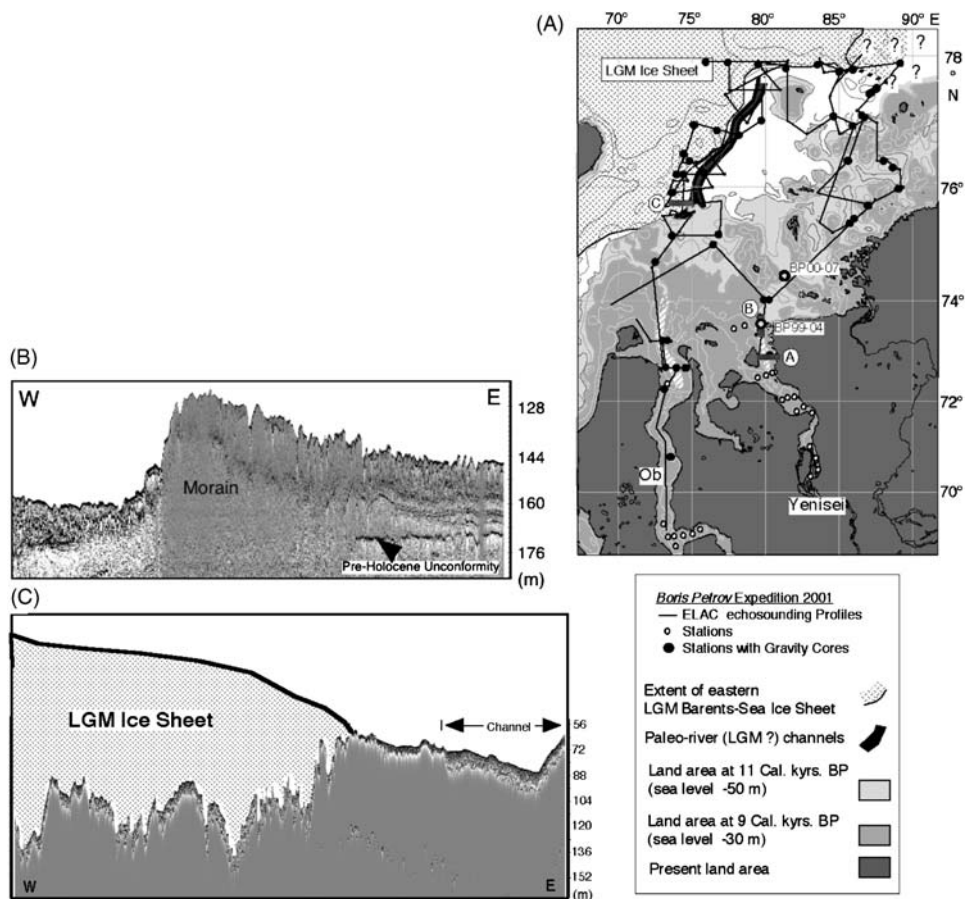 (A)
70° 75° 80° 85° 90° E
? ? ?
? ?
78
°
N
LGM Ice Sheet
76
C
BP00-07
74
B
BP99-04
A
72
Ob
Yenisei
70°
(B)
W E
128
144
160
176
(m)
Morain
Pre-Holocene Unconformity
(C)
LGM Ice Sheet
Channel
56
72
88
104
120
136
152
(m)
W E
Boris Petrov Expedition 2001
ELAC echosounding Profiles
Stations
Stations with Gravity Cores
Extent of eastern
LGM Barents-Sea Ice Sheet
Paleo-river (LGM ?) channels
Land area at 11 Cal. kyrs. BP
(sea level -50 m)
Land area at 9 Cal. kyrs. BP
(sea level -30 m)
Present land area